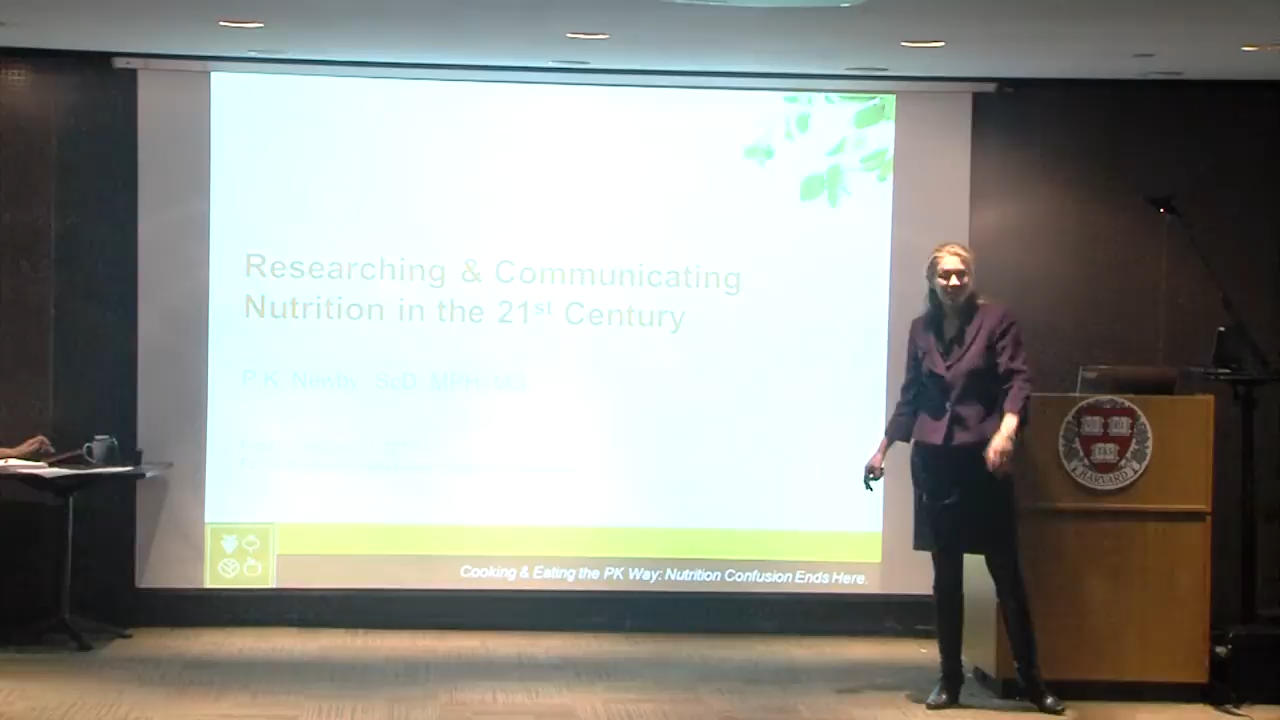 Researching & Communicating
Nutrition in the 21st Century
P.K. Newby, ScD, MPH, MS
Cooking & Eating the PK Way: Nutrition Confusion Ends Here.
HARVARD